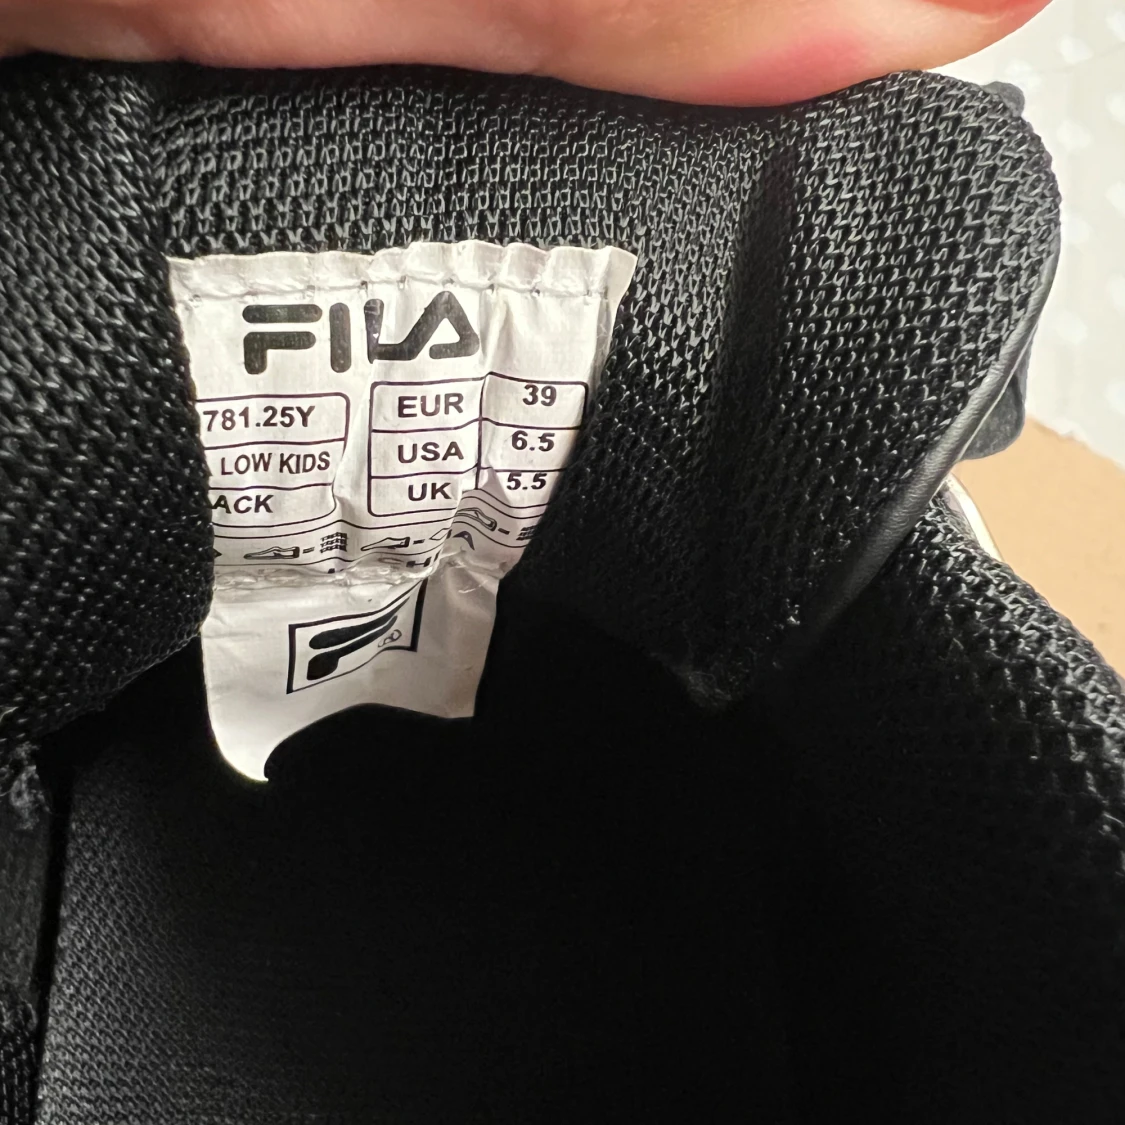 FILA
781.25Y
LOW KIDS
ACK
EUR 39
USA 6.5
UK 5.5